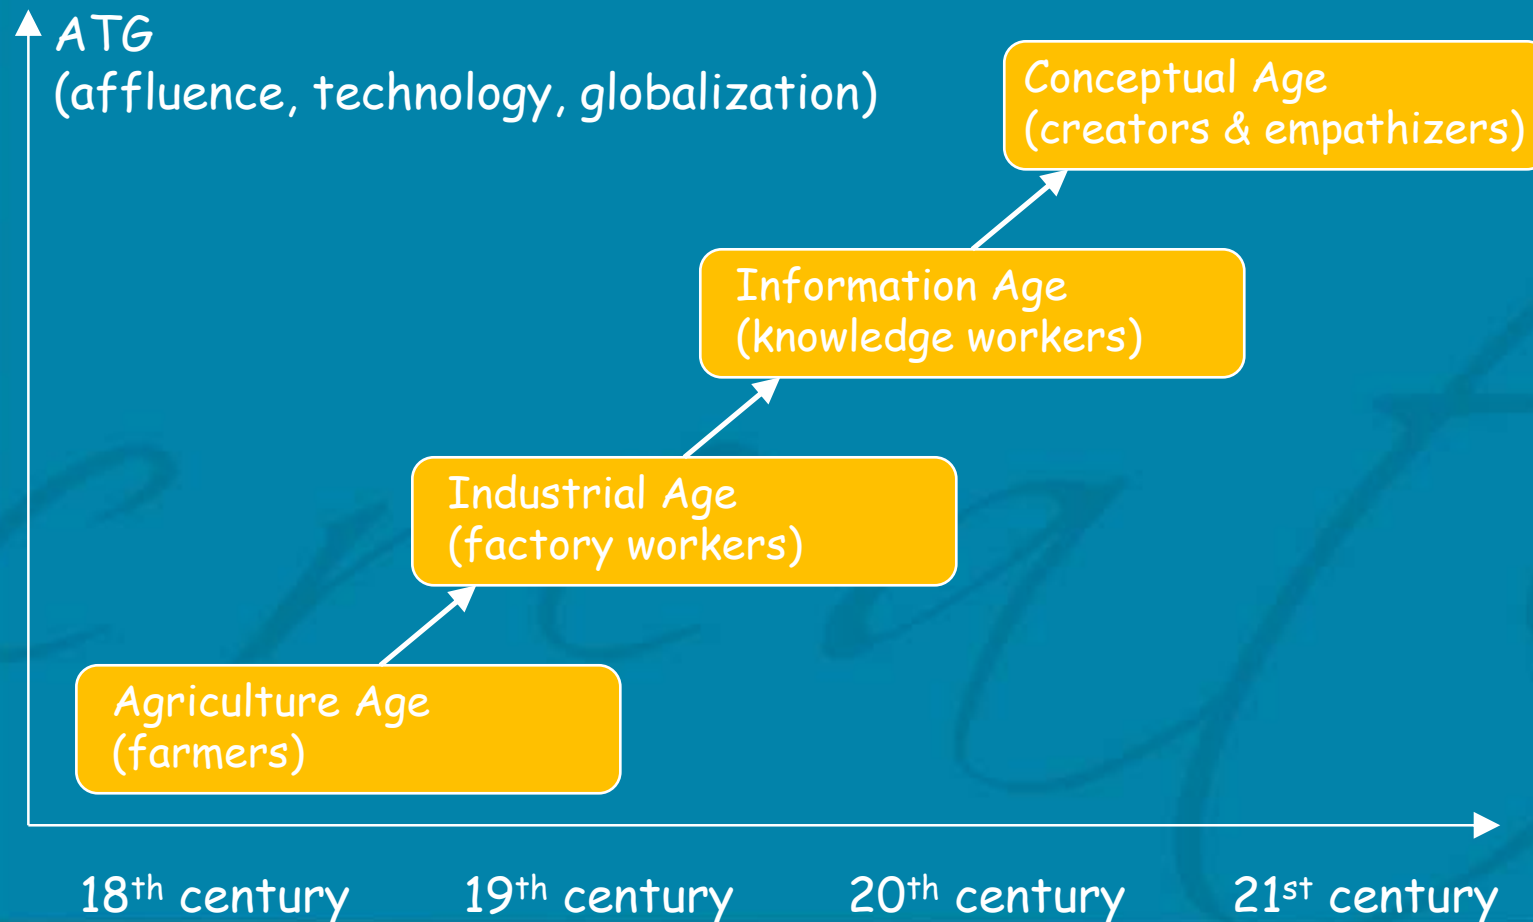 ATG
(affluence, technology, globalization)
Conceptual Age
(creators & empathizers)
Information Age
(knowledge workers)
Industrial Age
(factory workers)
Agriculture Age
(farmers)
18th century 19th century 20th century 21st century